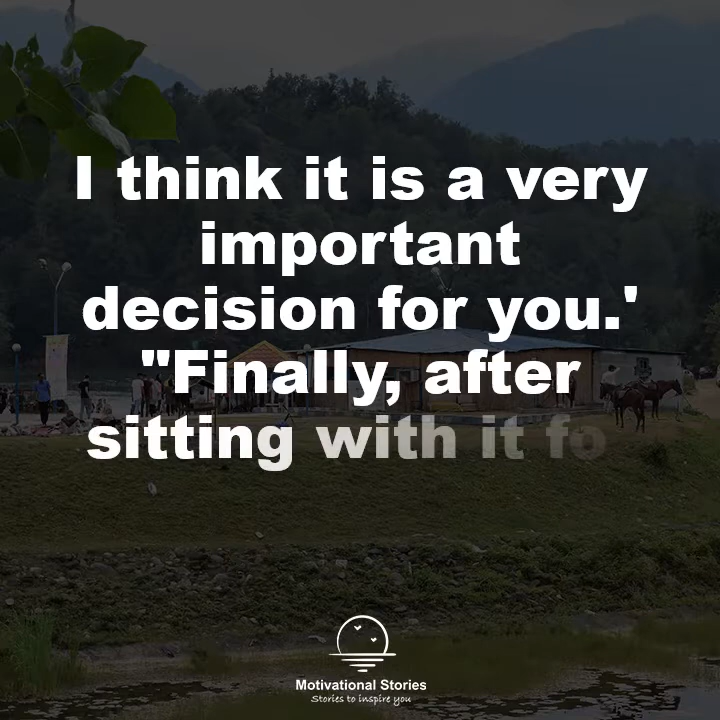 I think it is a very
important
decision for you.'
"Finally, after
sitting with it fo
Motivational Stories
Stories to inspire you